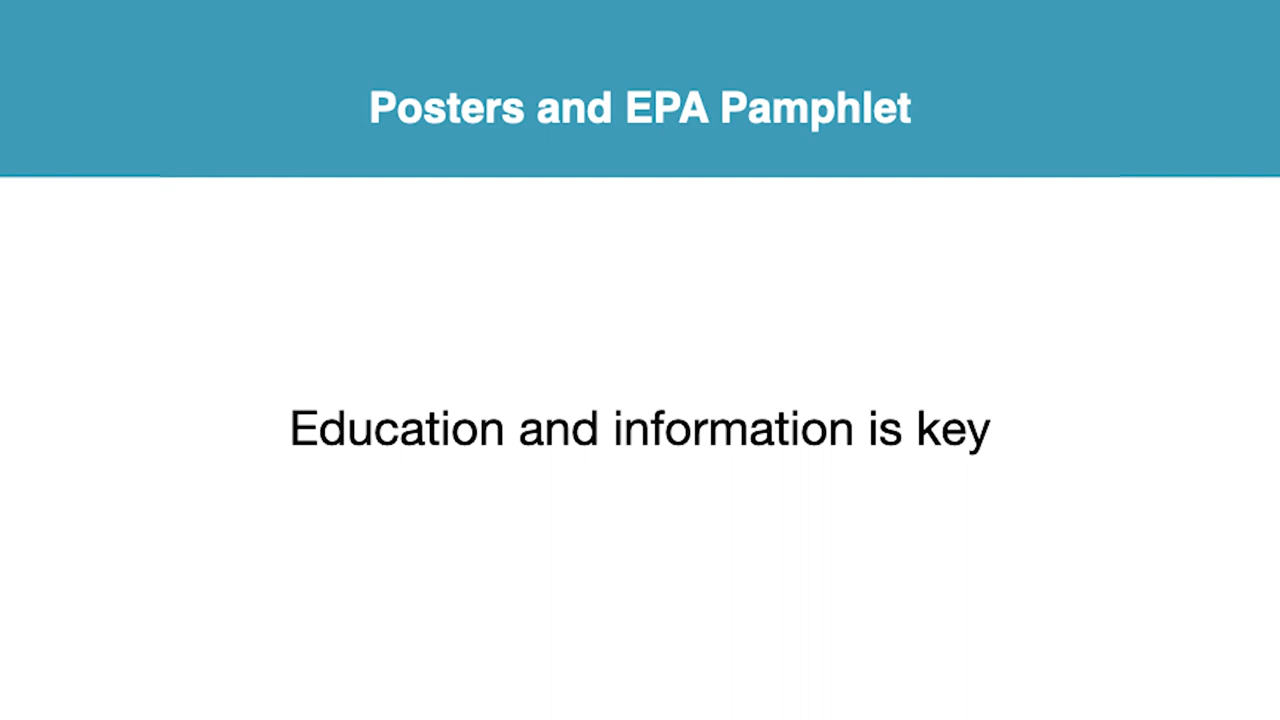 Posters and EPA Pamphlet
Education and information is key